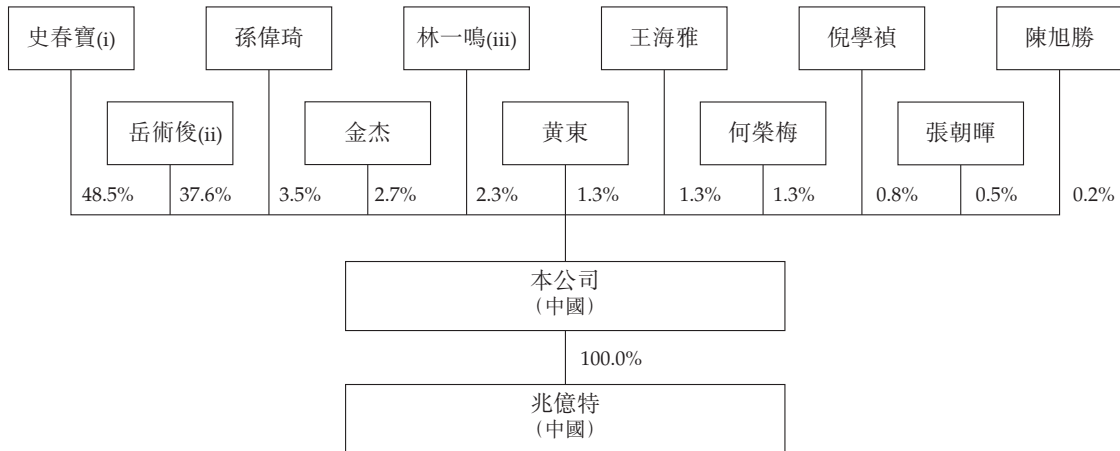 史春寶(i)
孫偉琦
林一鳴(iii)
王海雅
倪學禎
陳旭勝
岳術俊(ii)
金杰
黄東
何榮梅
張朝暉
48.5%
37.6%
3.5%
2.7%
2.3%
1.3%
1.3%
1.3%
0.8%
0.5%
0.2%
本公司
（中國）
100.0%
兆億特
（中國）